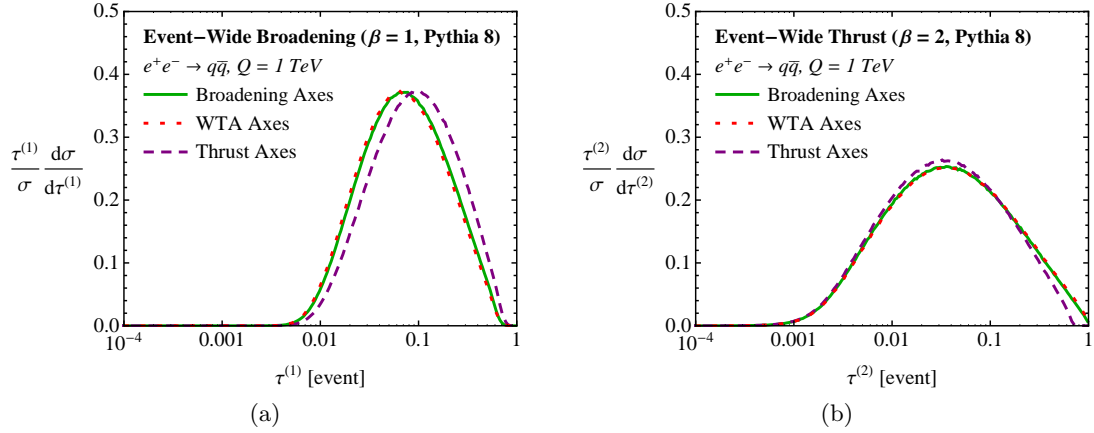 Event−Wide Broadening (β = 1, Pythia 8)
e⁺e⁻ → qq̅, Q = 1 TeV
Broadening Axes
WTA Axes
Thrust Axes
τ⁽¹⁾ dσ
σ dτ⁽¹⁾
0.5
0.4
0.3
0.2
0.1
0.0
10⁻⁴ 0.001 0.01 0.1 1
τ⁽¹⁾ [event]
(a)
Event−Wide Thrust (β = 2, Pythia 8)
e⁺e⁻ → qq̅, Q = 1 TeV
Broadening Axes
WTA Axes
Thrust Axes
τ⁽²⁾ dσ
σ dτ⁽²⁾
0.5
0.4
0.3
0.2
0.1
0.0
10⁻⁴ 0.001 0.01 0.1 1
τ⁽²⁾ [event]
(b)